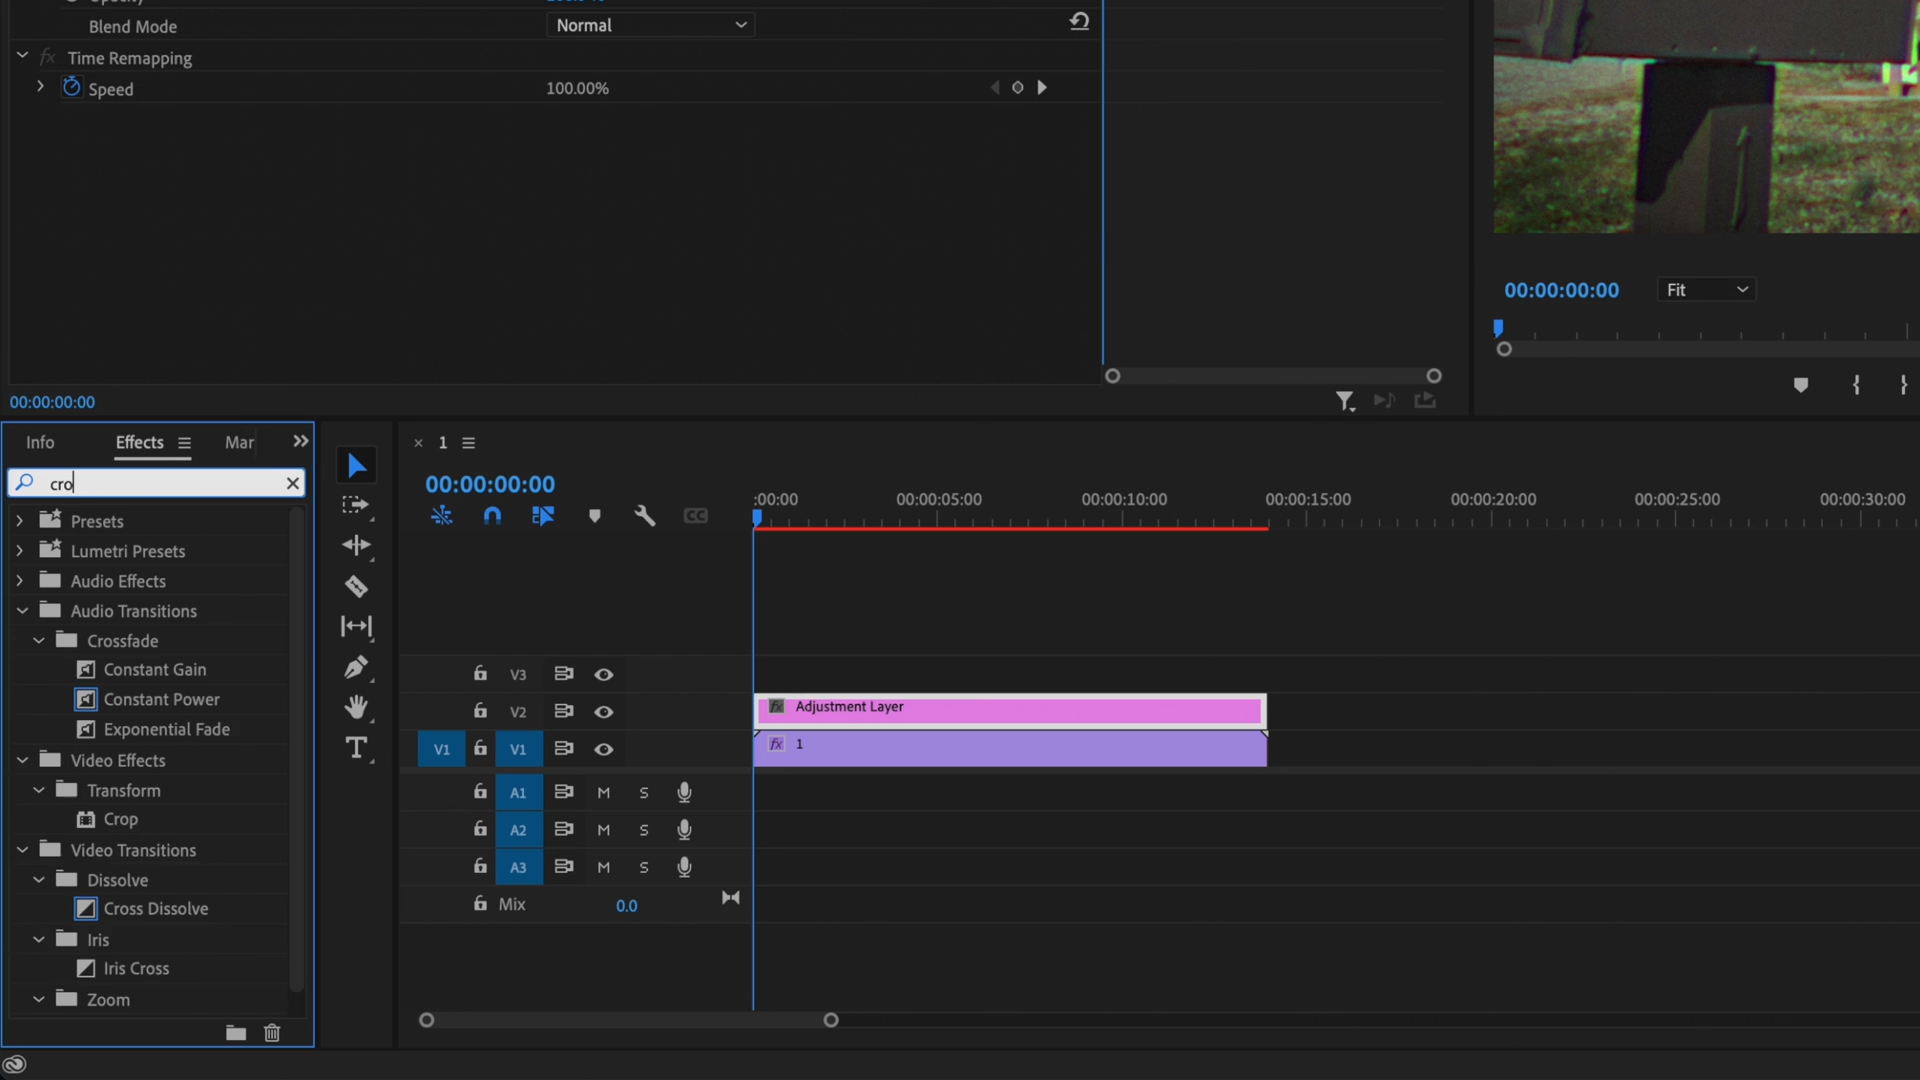 Blend Mode
Normal
fx Time Remapping
Speed
100.00%
00:00:00:00
Fit
00:00:00:00
Info
Effects
Mar
cro
Presets
Lumetri Presets
Audio Effects
Audio Transitions
Crossfade
Constant Gain
Constant Power
Exponential Fade
Video Effects
Transform
Crop
Video Transitions
Dissolve
Cross Dissolve
Iris
Iris Cross
Zoom
1
00:00:00:00
CC
:00:00
00:00:05:00
00:00:10:00
00:00:15:00
00:00:20:00
00:00:25:00
00:00:30:00
V3
V2
fx Adjustment Layer
V1 V1
fx 1
A1 M S
A2 M S
A3 M S
Mix 0.0